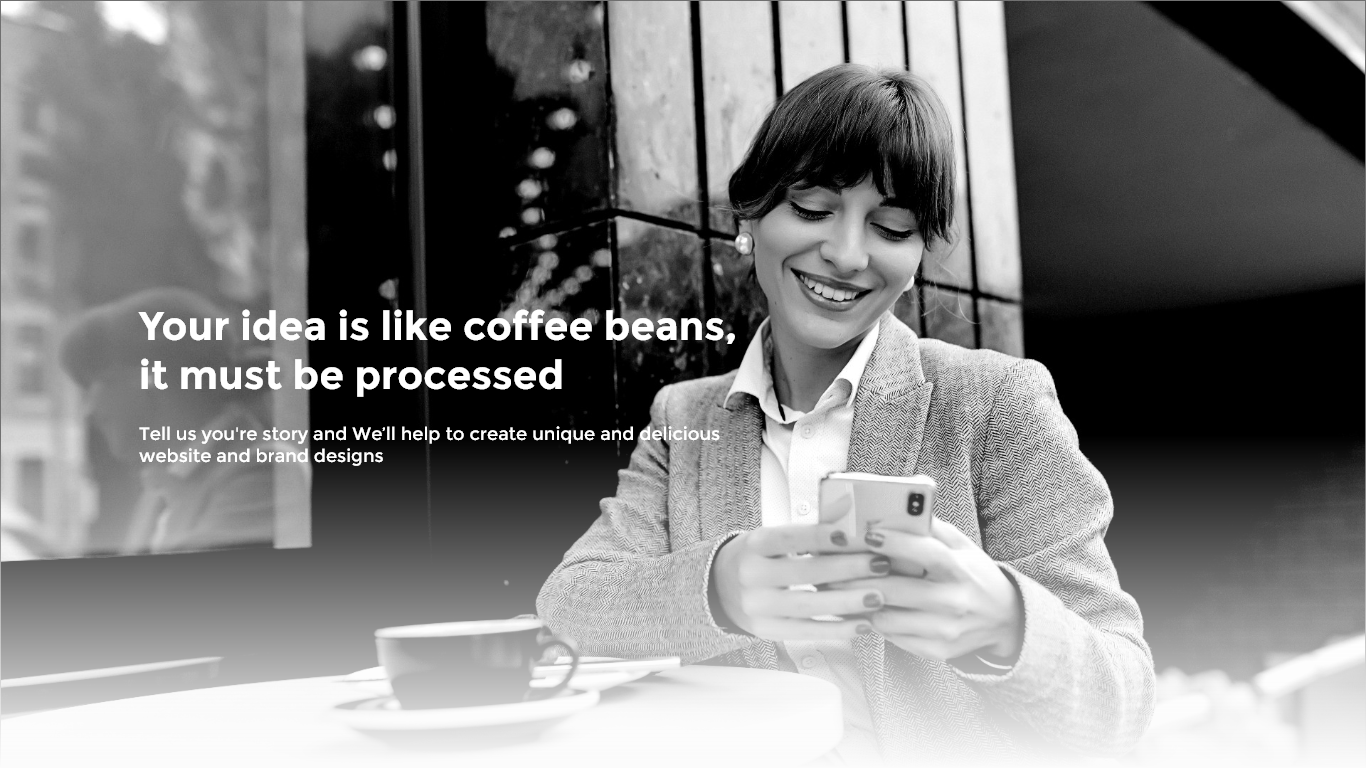 Your idea is like coffee beans,
it must be processed
Tell us you're story and We'll help to create unique and delicious
website and brand designs